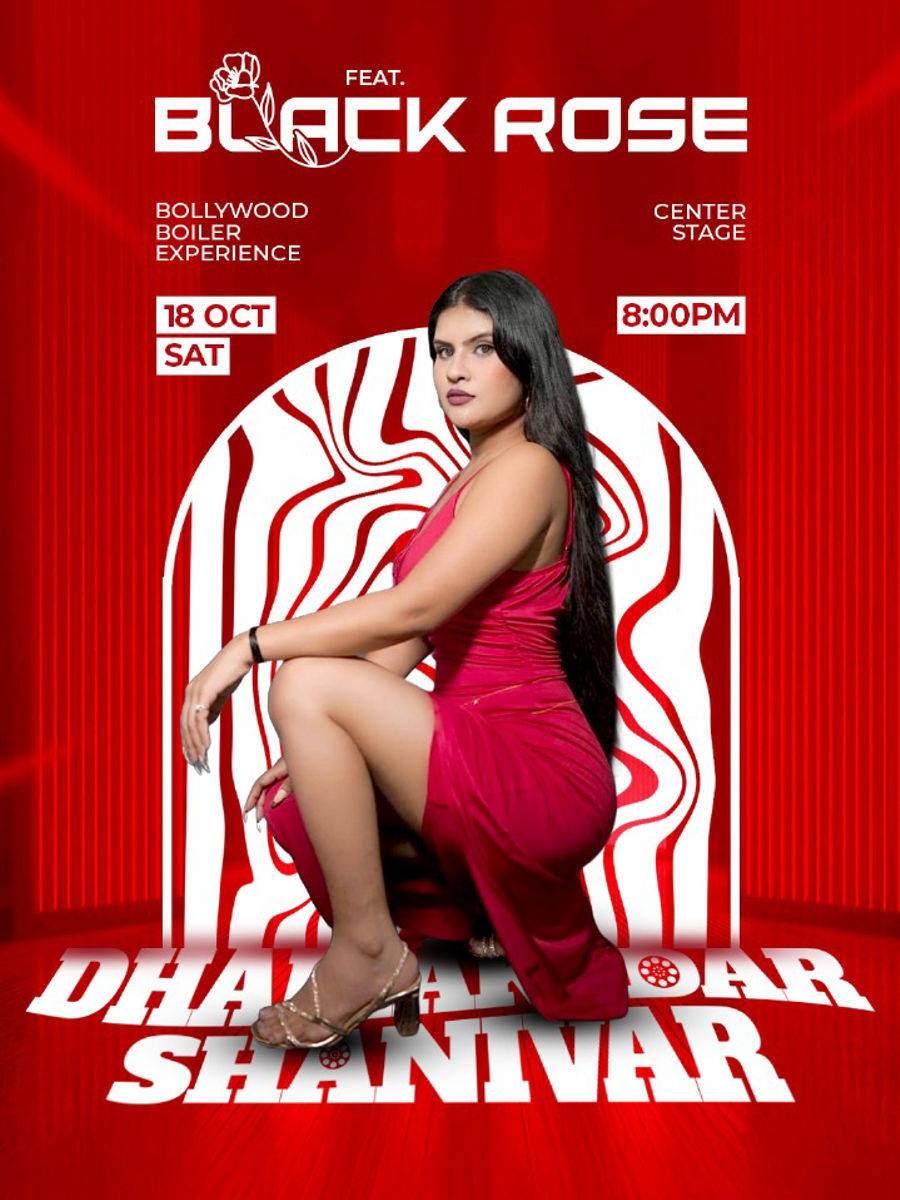 FEAT.
BLACK ROSE
BOLLYWOOD
BOILER
EXPERIENCE
CENTER
STAGE
18 OCT
SAT
8:00PM
SHANIVAR